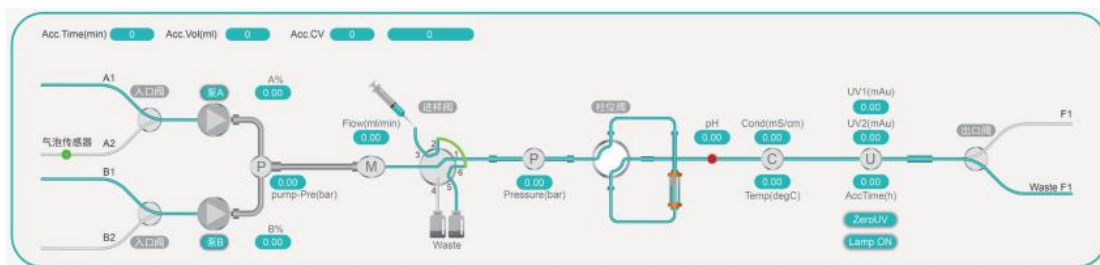 Acc.Time(min) 0 Acc.Vol(ml) 0 Acc.CV 0 0
A1
入口阀
泵A
A%
0.00
气泡传感器
A2
B1
B2
入口阀
泵B
B%
0.00
P
0.00
pump-Pre(bar)
Flow(ml/min)
0.00
M
进样阀
2
3
1
4
5
6
Waste
P
0.00
Pressure(bar)
柱位阀
pH
0.00
Cond(mS/cm)
0.00
C
0.00
Temp(degC)
UV1(mAu)
0.00
UV2(mAu)
0.00
U
0.00
AccTime(h)
ZeroUV
Lamp ON
出口阀
F1
Waste F1